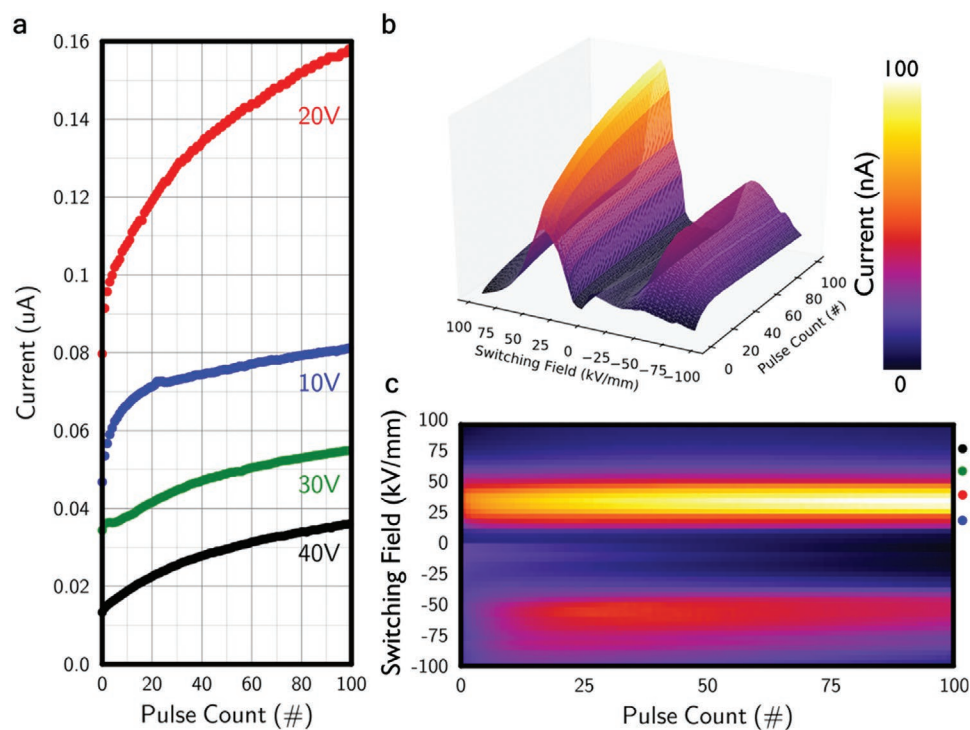 a
0.16
0.14
0.12
0.1
0.08
0.06
0.04
0.02
0.0
Current (uA)
20V
10V
30V
40V
0 20 40 60 80 100
Pulse Count (#)
b
100 75 50 25 0 −25 −50 −75 −100
Switching Field (kV/mm)
0 20 40 60 80 100
Pulse Count (#)
100
Current (nA)
0
c
100
75
50
25
0
-25
-50
-75
-100
Switching Field (kV/mm)
0 25 50 75 100
Pulse Count (#)